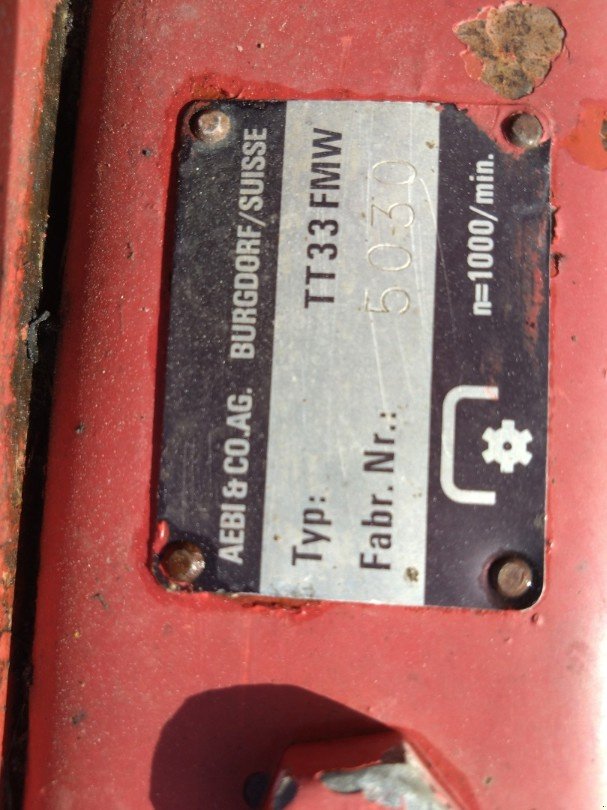 AEBI & CO.AG. BURGDORF/SUISSE
Typ: TT33 FMW
Fabr. Nr.: 5030
n=1000/min.